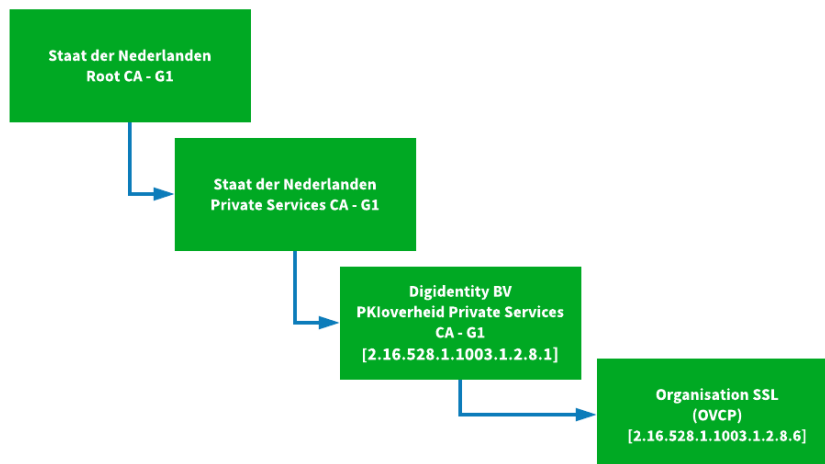 Staat der Nederlanden
Root CA - G1
Staat der Nederlanden
Private Services CA - G1
Digidentity BV
PKIoverheid Private Services
CA - G1
[2.16.528.1.1003.1.2.8.1]
Organisation SSL
(OVCP)
[2.16.528.1.1003.1.2.8.6]